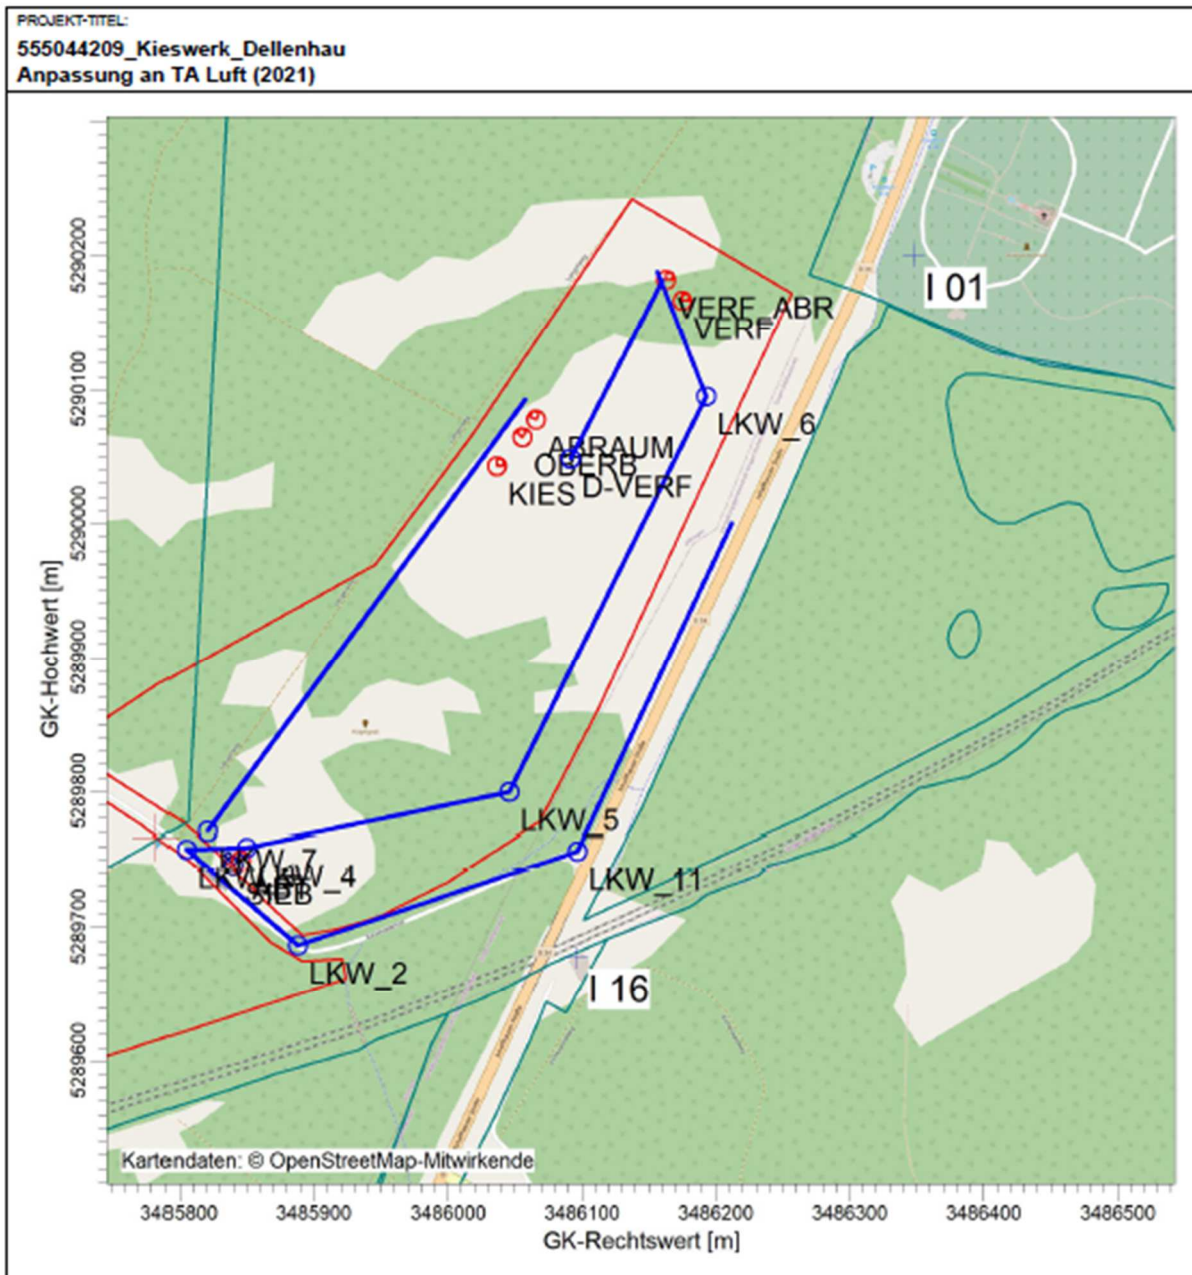 PROJEKT-TITEL:
555044209_Kieswerk_Dellenhau
Anpassung an TA Luft (2021)
GK-Hochwert [m]
5290200
5290100
5290000
5289900
5289800
5289700
5289600
I 01
VERF_ABR
VERF
LKW_6
ABRAUM
OBERB
D-VERF
KIES
LKW_5
LKW_7
LKW_4
LKW_11
SIEB
LKW_2
I 16
Kartendaten: © OpenStreetMap-Mitwirkende
3485800
3485900
3486000
3486100
3486200
3486300
3486400
3486500
GK-Rechtswert [m]